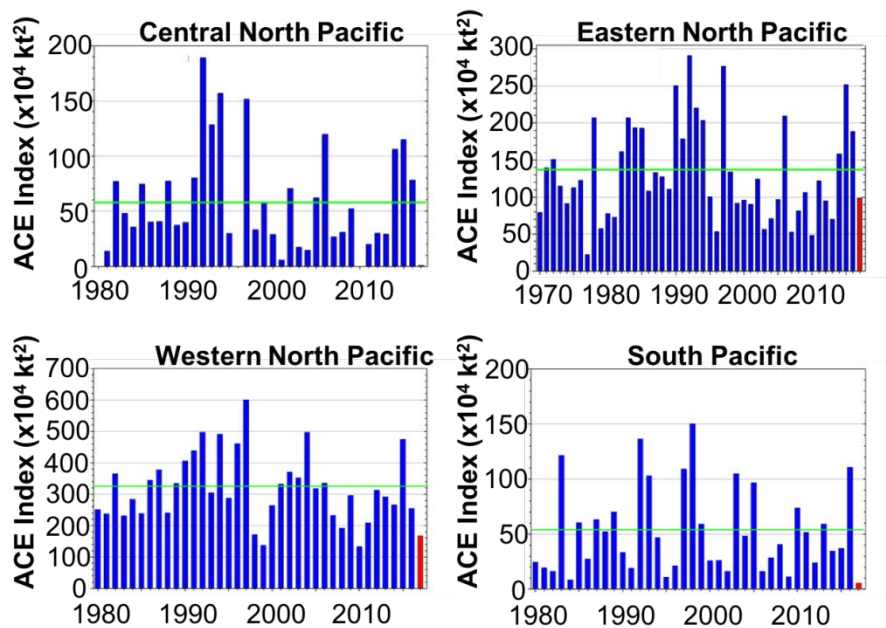 Central North Pacific
ACE Index (x10⁴ kt²)
200
150
100
50
0
1980 1990 2000 2010
Eastern North Pacific
ACE Index (x10⁴ kt²)
300
250
200
150
100
50
0
1970 1980 1990 2000 2010
Western North Pacific
ACE Index (x10⁴ kt²)
700
600
500
400
300
200
100
0
1980 1990 2000 2010
South Pacific
ACE Index (x10⁴ kt²)
200
150
100
50
0
1980 1990 2000 2010